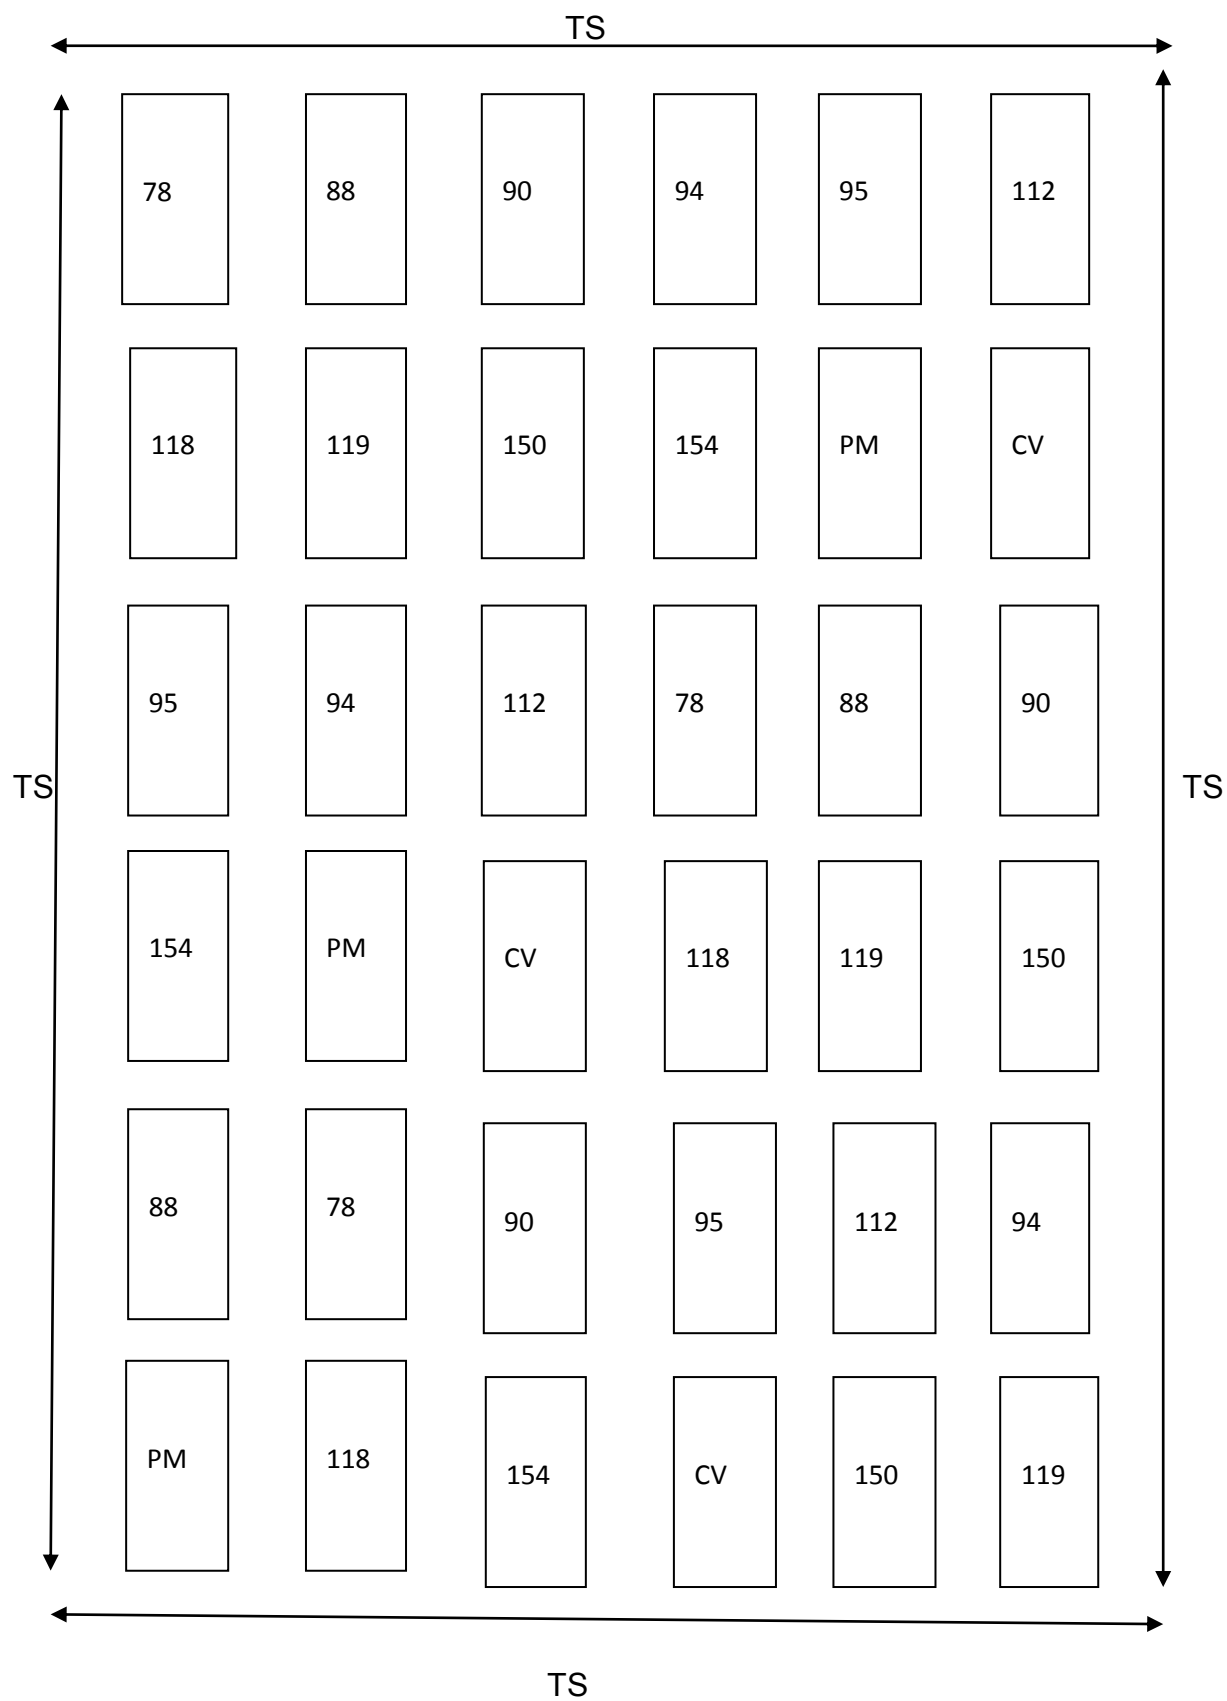 TS
78 88 90 94 95 112
118 119 150 154 PM CV
95 94 112 78 88 90
TS TS
154 PM CV 118 119 150
88 78 90 95 112 94
PM 118 154 CV 150 119
TS